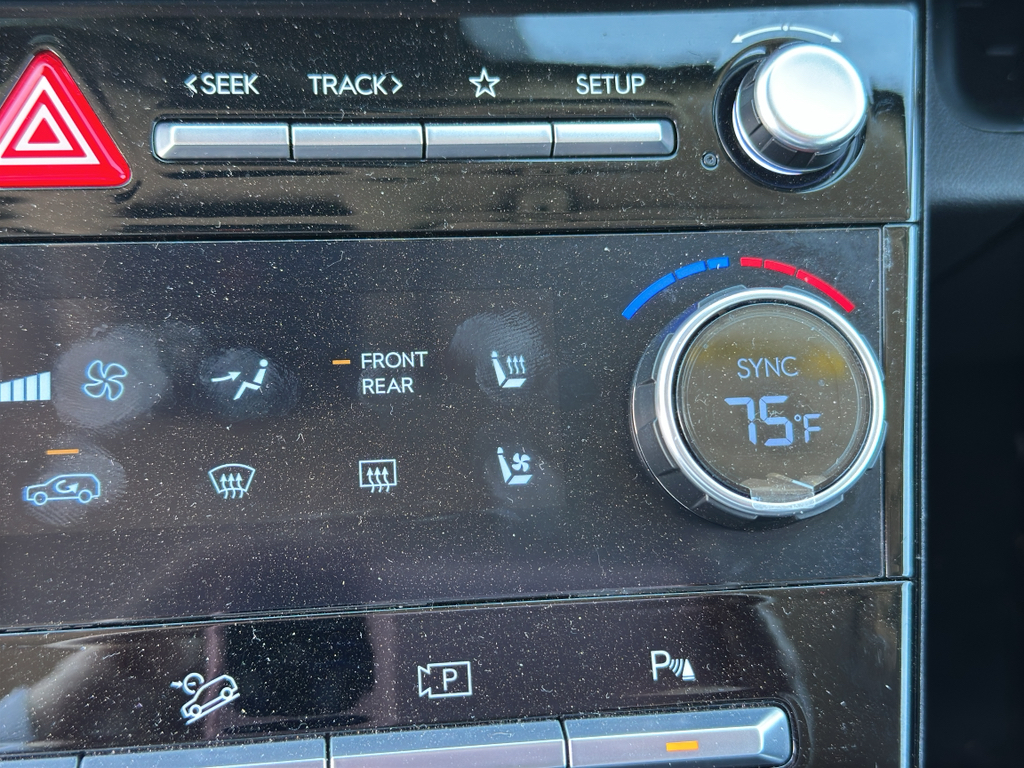 <SEEK
TRACK>
SETUP
FRONT
REAR
SYNC
75°F
P
P